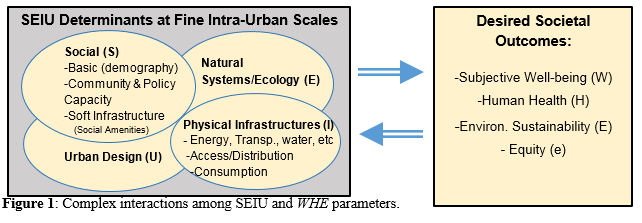 SEIU Determinants at Fine Intra-Urban Scales
Social (S)
-Basic (demography)
-Community & Policy
Capacity
-Soft Infrastructure
(Social Amenities)
Natural
Systems/Ecology (E)
Physical Infrastructures (I)
- Energy, Transp., water, etc
-Access/Distribution
-Consumption
Urban Design (U)
Desired Societal
Outcomes:
-Subjective Well-being (W)
-Human Health (H)
-Environ. Sustainability (E)
- Equity (e)
Figure 1: Complex interactions among SEIU and WHE parameters.